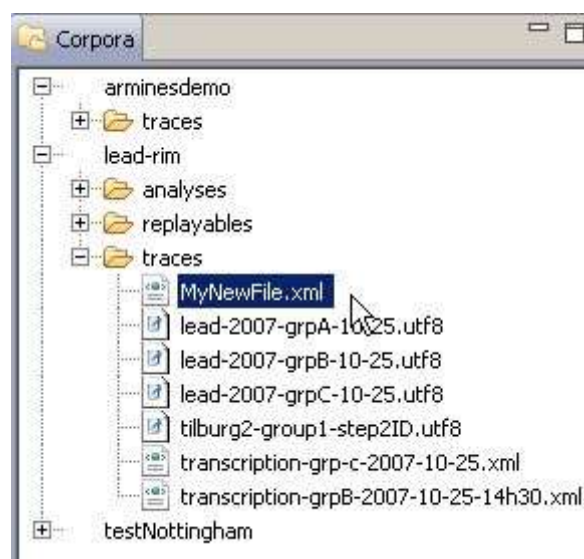 Corpora
arminesdemo
traces
lead-rim
analyses
replayables
traces
MyNewFile.xml
lead-2007-grpA-10-25.utf8
lead-2007-grpB-10-25.utf8
lead-2007-grpC-10-25.utf8
tilburg2-group1-step2ID.utf8
transcription-grp-c-2007-10-25.xml
transcription-grpB-2007-10-25-14h30.xml
testNottingham